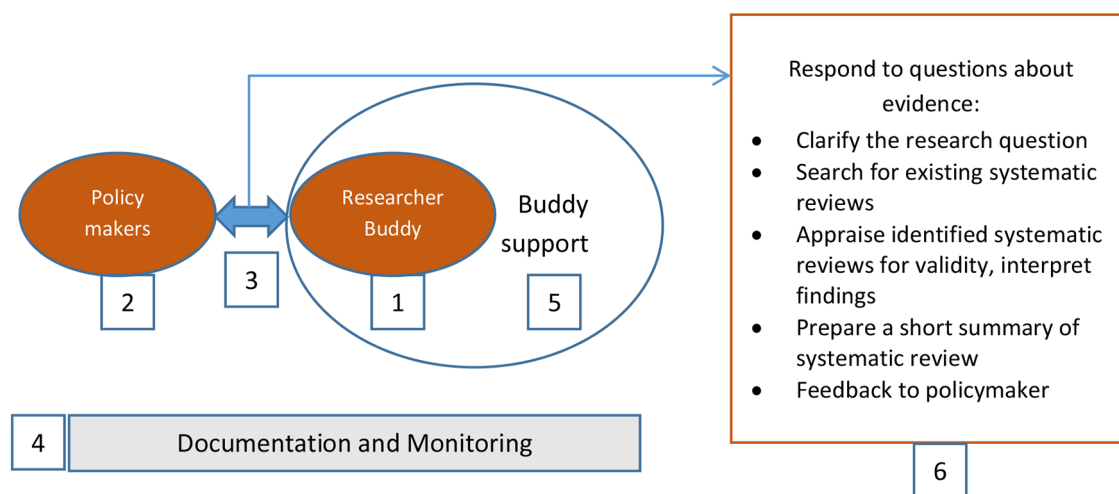 Policy
makers
2
3
Researcher
Buddy
1
Buddy
support
5
4
Documentation and Monitoring
Respond to questions about
evidence:
• Clarify the research question
• Search for existing systematic
reviews
• Appraise identified systematic
reviews for validity, interpret
findings
• Prepare a short summary of
systematic review
• Feedback to policymaker
6